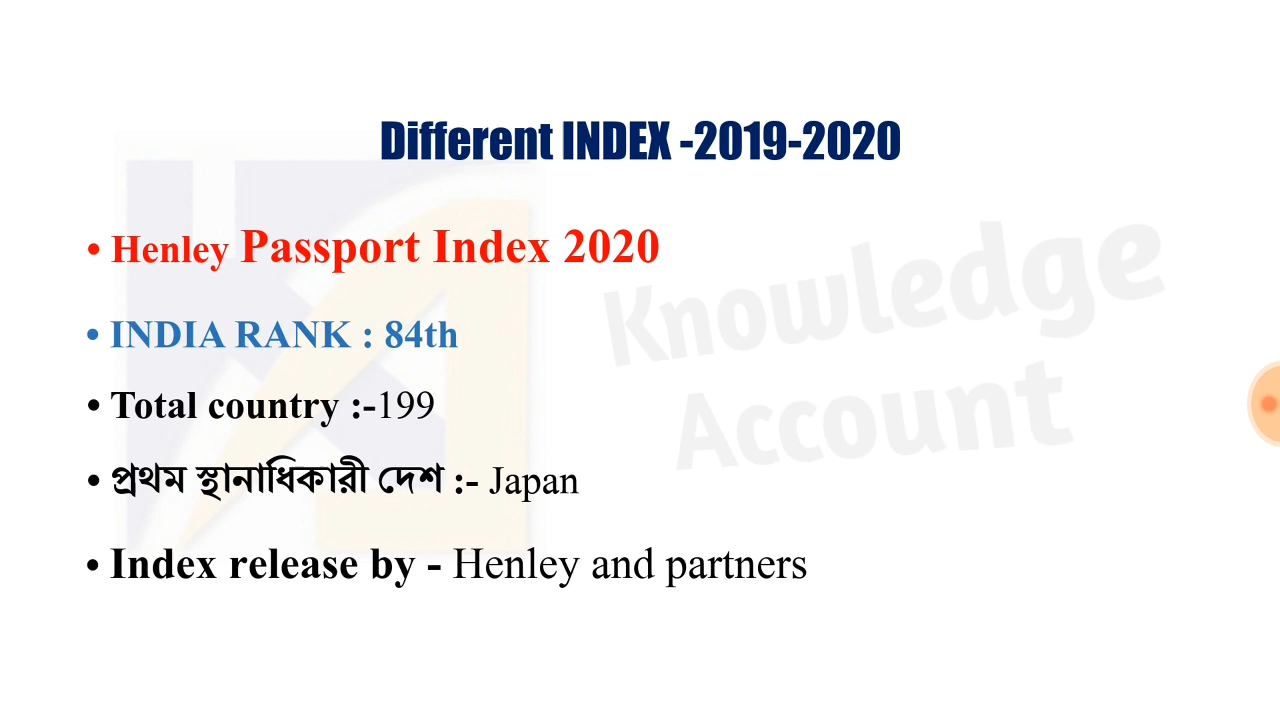 Different INDEX -2019-2020
• Henley Passport Index 2020
• INDIA RANK : 84th
• Total country :-199
• প্রথম স্থানাধিকারী দেশ :- Japan
• Index release by - Henley and partners
Knowledge
Account